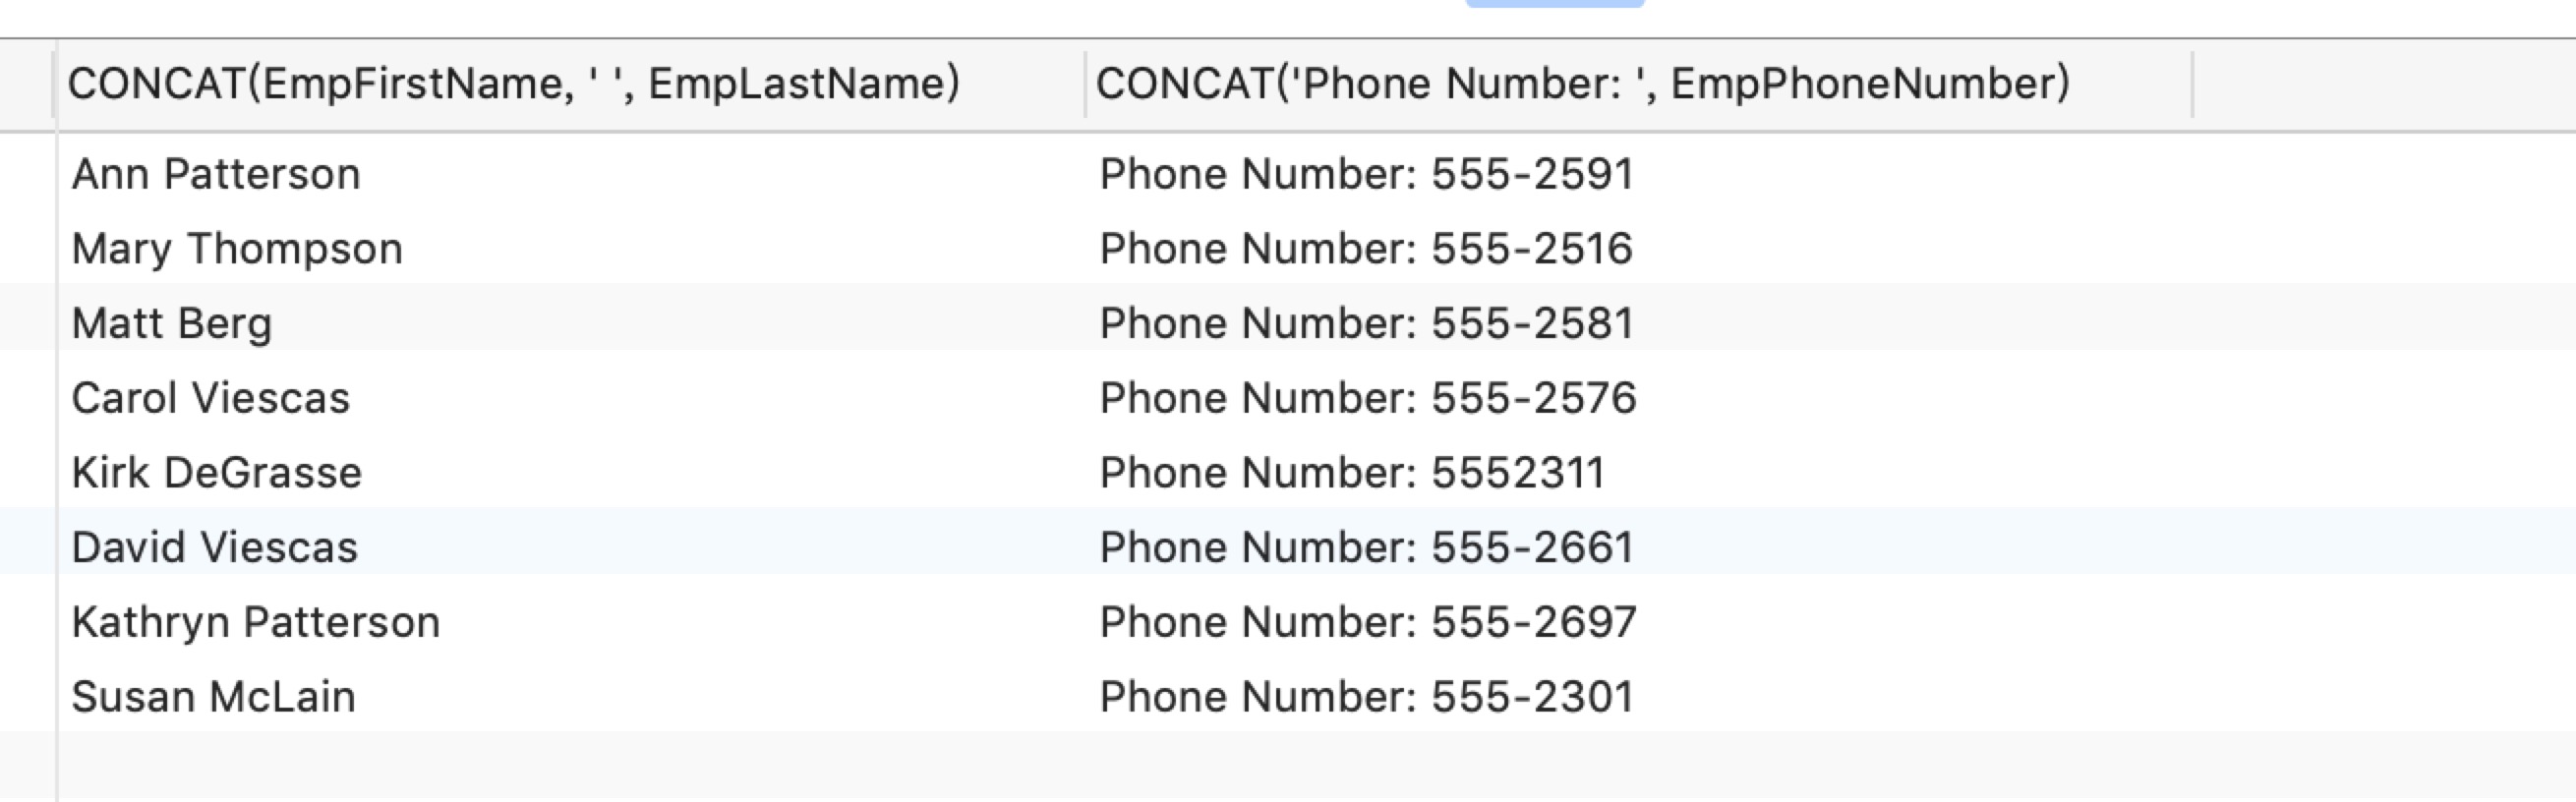 CONCAT(EmpFirstName, ' ', EmpLastName) CONCAT('Phone Number: ', EmpPhoneNumber)
Ann Patterson Phone Number: 555-2591
Mary Thompson Phone Number: 555-2516
Matt Berg Phone Number: 555-2581
Carol Viescas Phone Number: 555-2576
Kirk DeGrasse Phone Number: 5552311
David Viescas Phone Number: 555-2661
Kathryn Patterson Phone Number: 555-2697
Susan McLain Phone Number: 555-2301